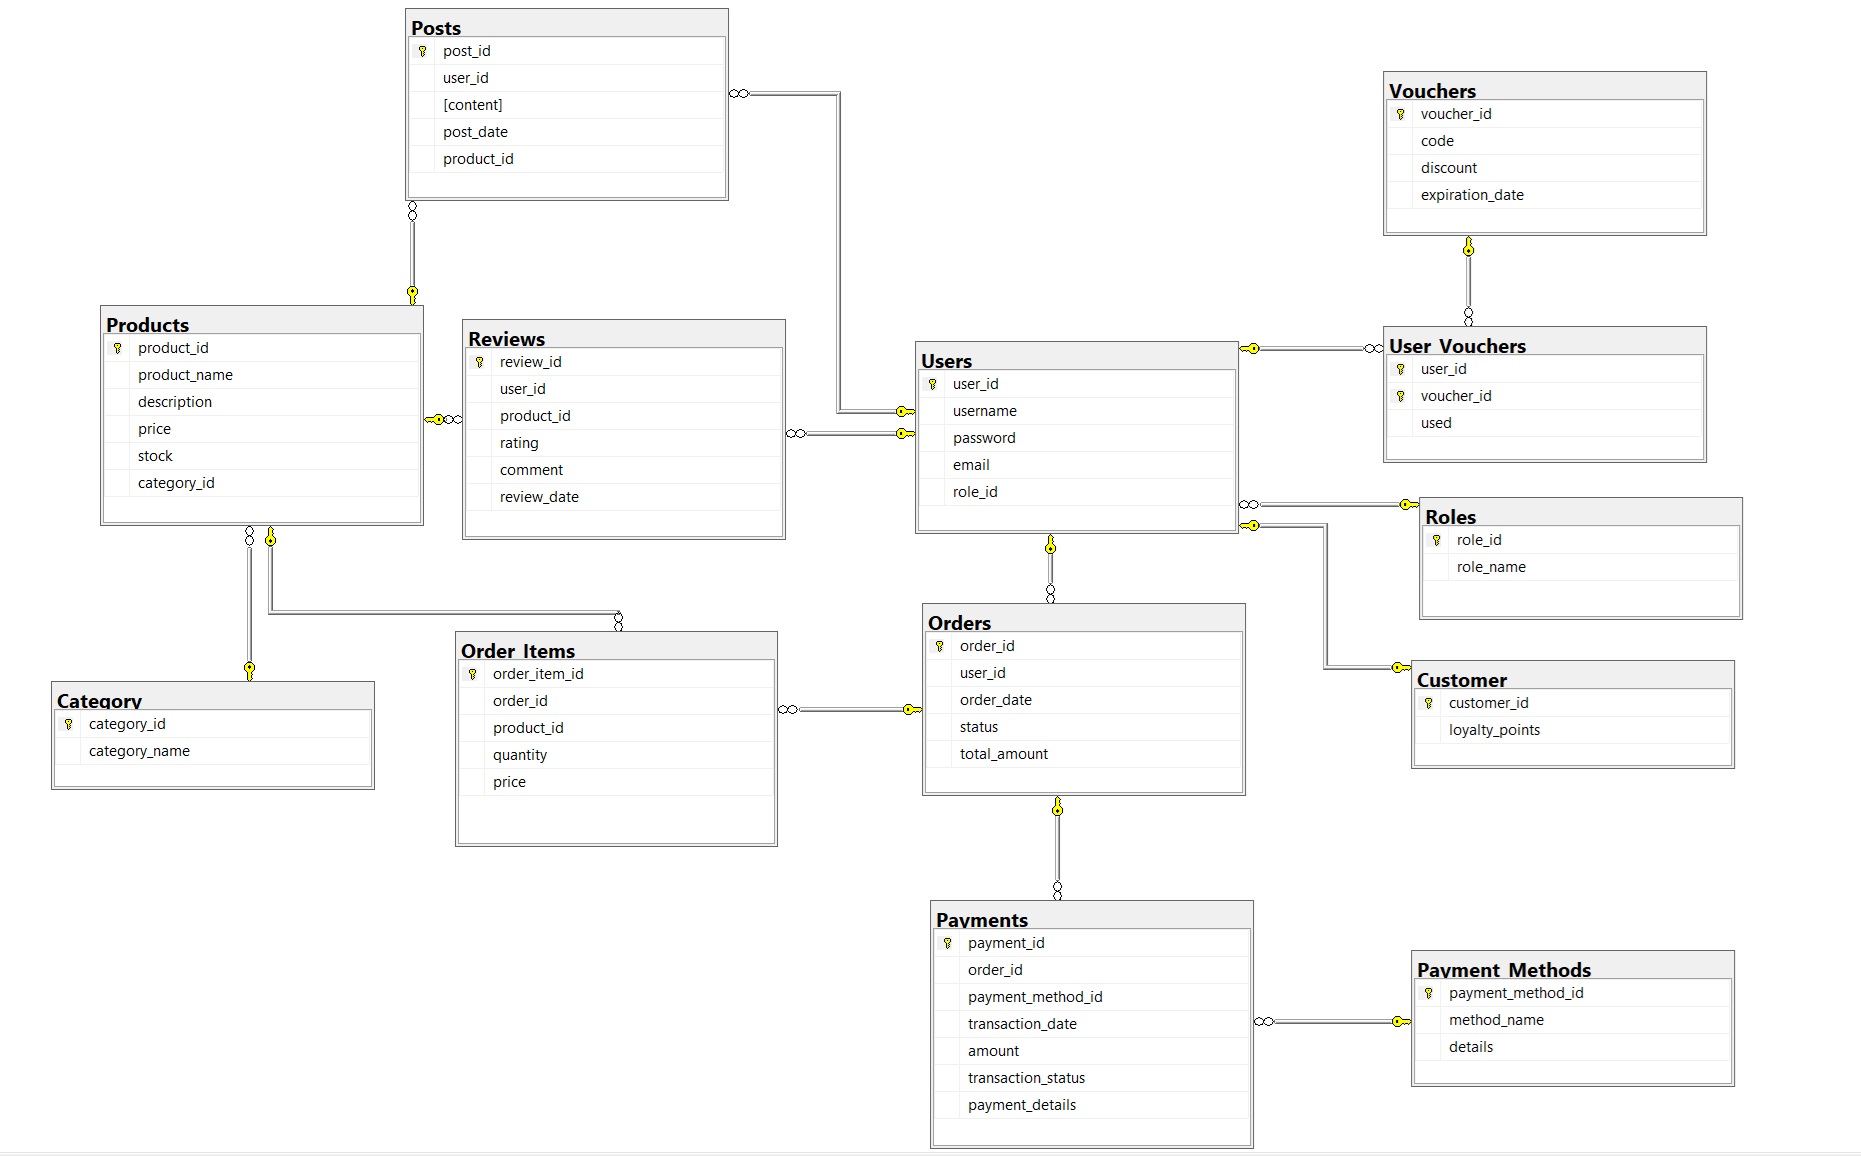 Posts
post_id
user_id
[content]
post_date
product_id
Vouchers
voucher_id
code
discount
expiration_date
Products
product_id
product_name
description
price
stock
category_id
Reviews
review_id
user_id
product_id
rating
comment
review_date
Users
user_id
username
password
email
role_id
User_Vouchers
user_id
voucher_id
used
Roles
role_id
role_name
Category
category_id
category_name
Order_Items
order_item_id
order_id
product_id
quantity
price
Orders
order_id
user_id
order_date
status
total_amount
Customer
customer_id
loyalty_points
Payments
payment_id
order_id
payment_method_id
transaction_date
amount
transaction_status
payment_details
Payment_Methods
payment_method_id
method_name
details